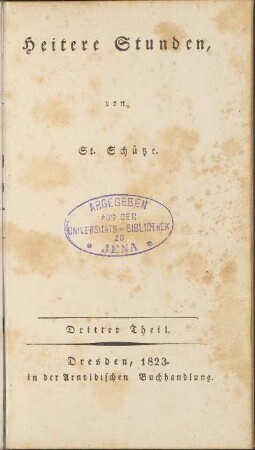 Heitere Stunden,
von
St. Schütze.
ABGEGEBEN
AUS DER
UNIVERSITÄTS-BIBLIOTHEK
ZU
* JENA *
Dritter Theil.
Dresden, 1823.
in der Arnoldischen Buchhandlung.